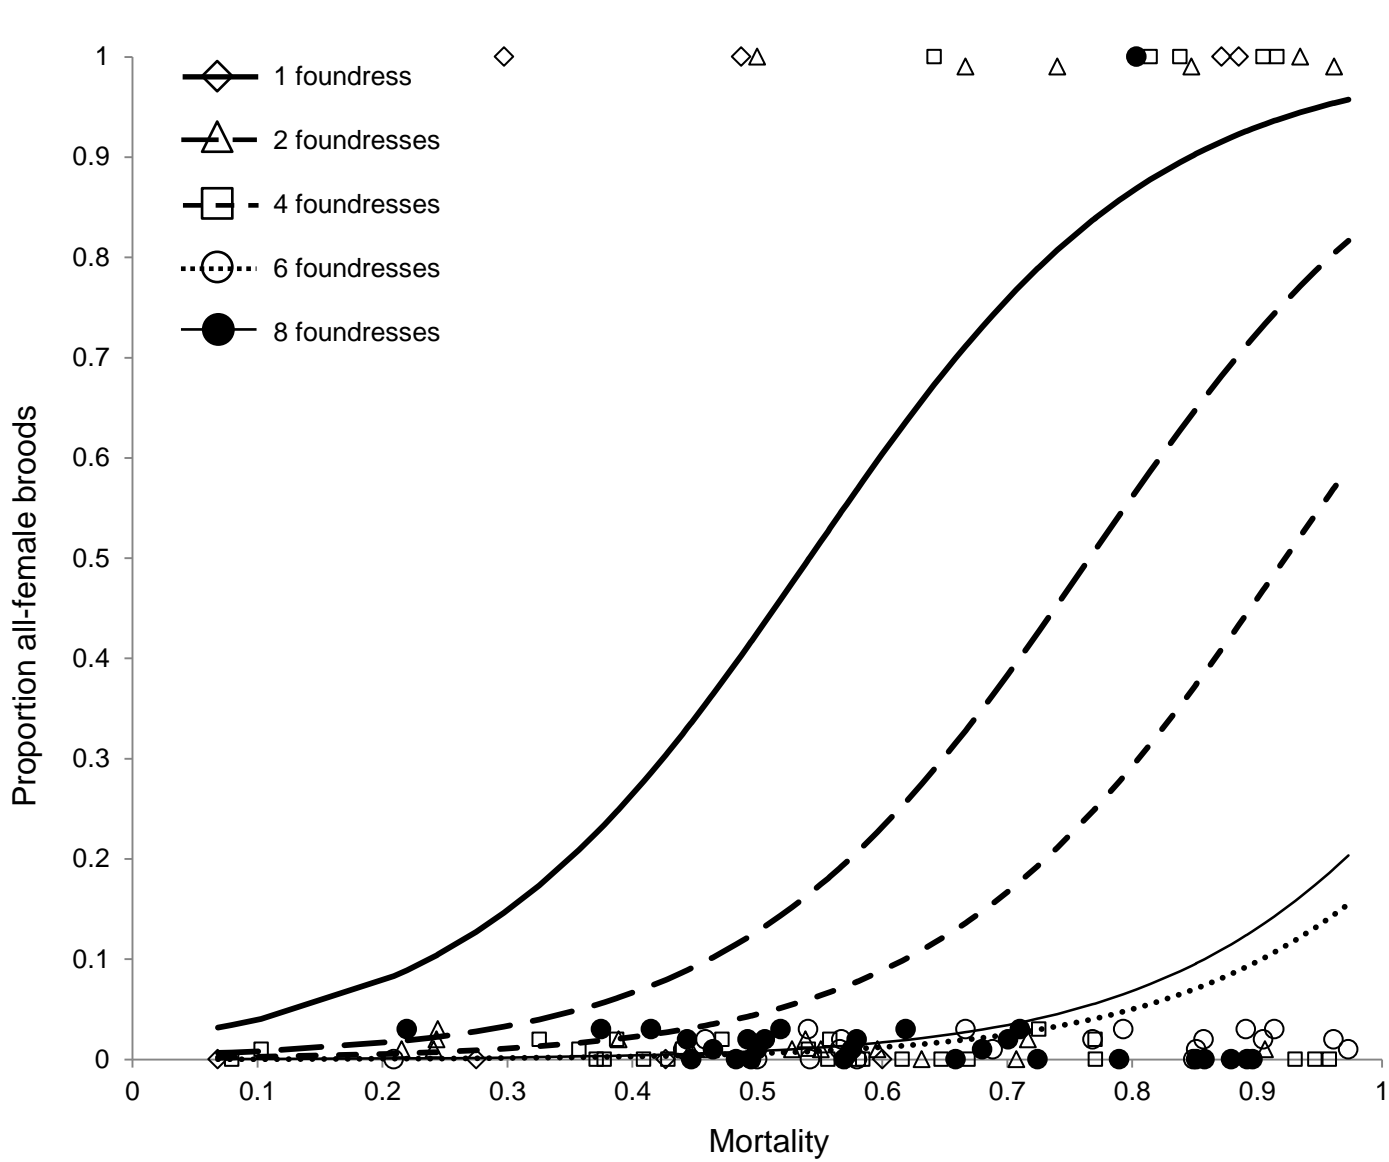 1 foundress
2 foundresses
4 foundresses
6 foundresses
8 foundresses
1
0.9
0.8
0.7
0.6
0.5
0.4
0.3
0.2
0.1
0
Proportion all-female broods
0 0.1 0.2 0.3 0.4 0.5 0.6 0.7 0.8 0.9 1
Mortality